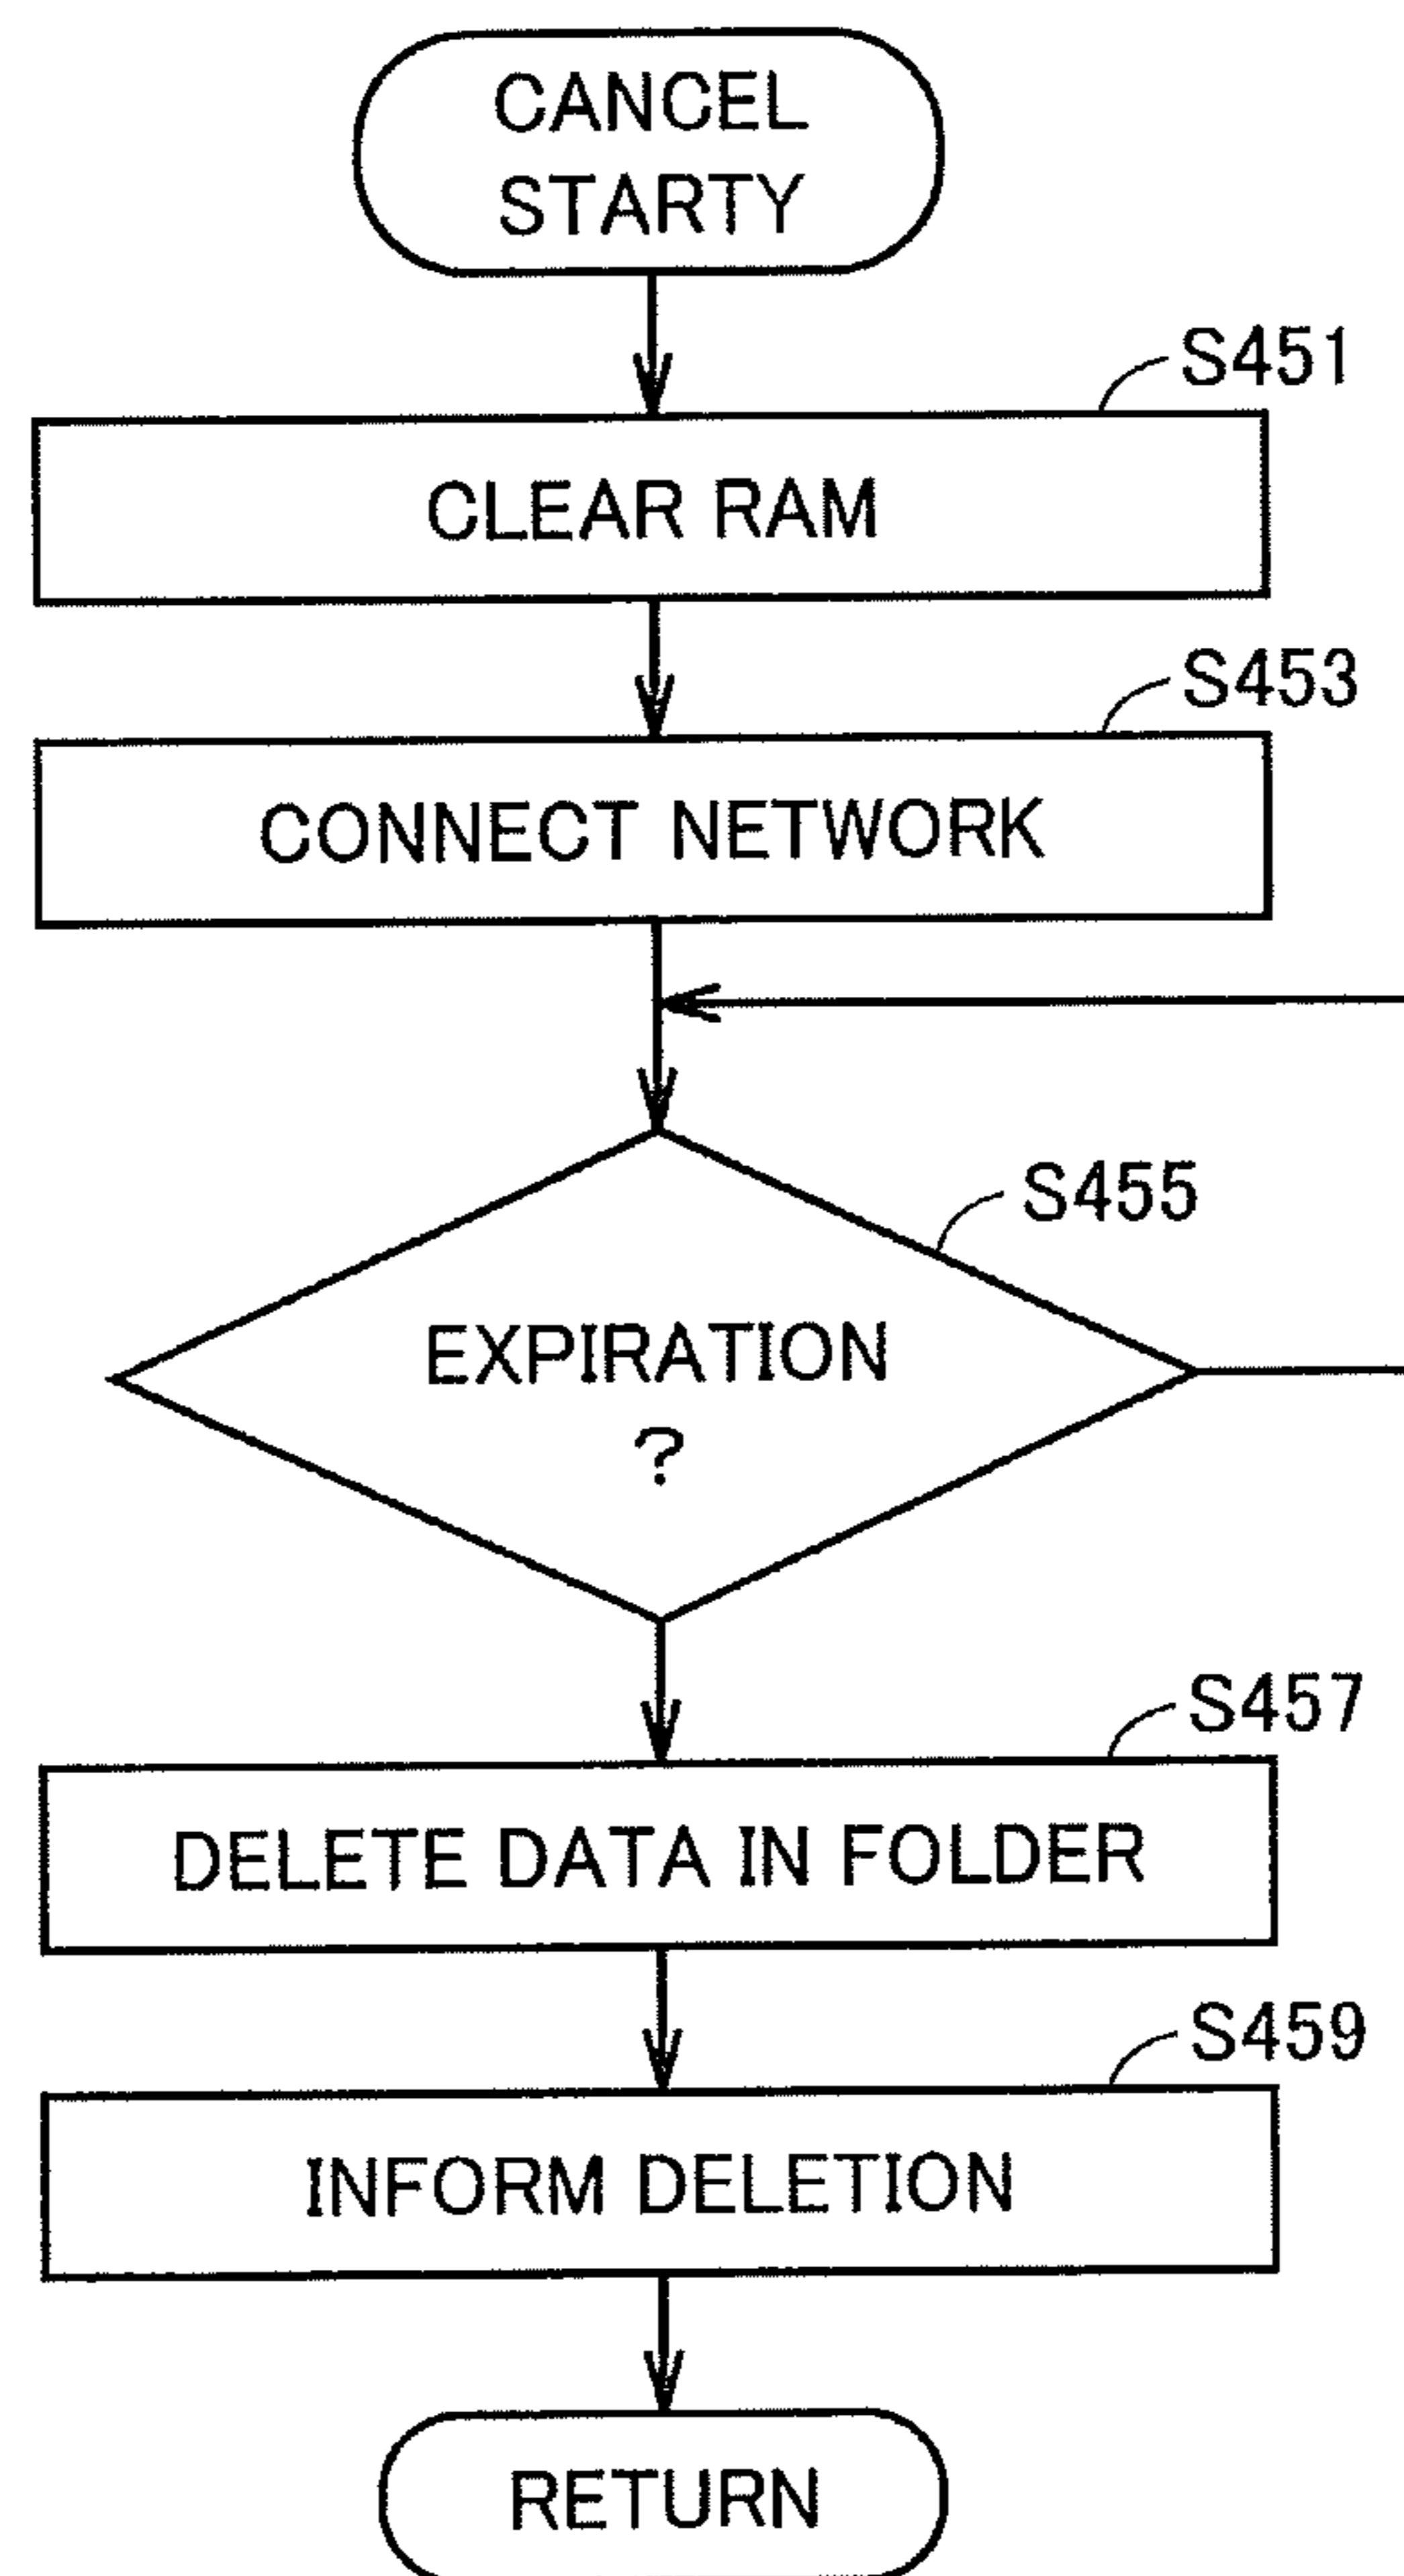 CANCEL
STARTY
S451
CLEAR RAM
S453
CONNECT NETWORK
S455
EXPIRATION
?
S457
DELETE DATA IN FOLDER
S459
INFORM DELETION
RETURN